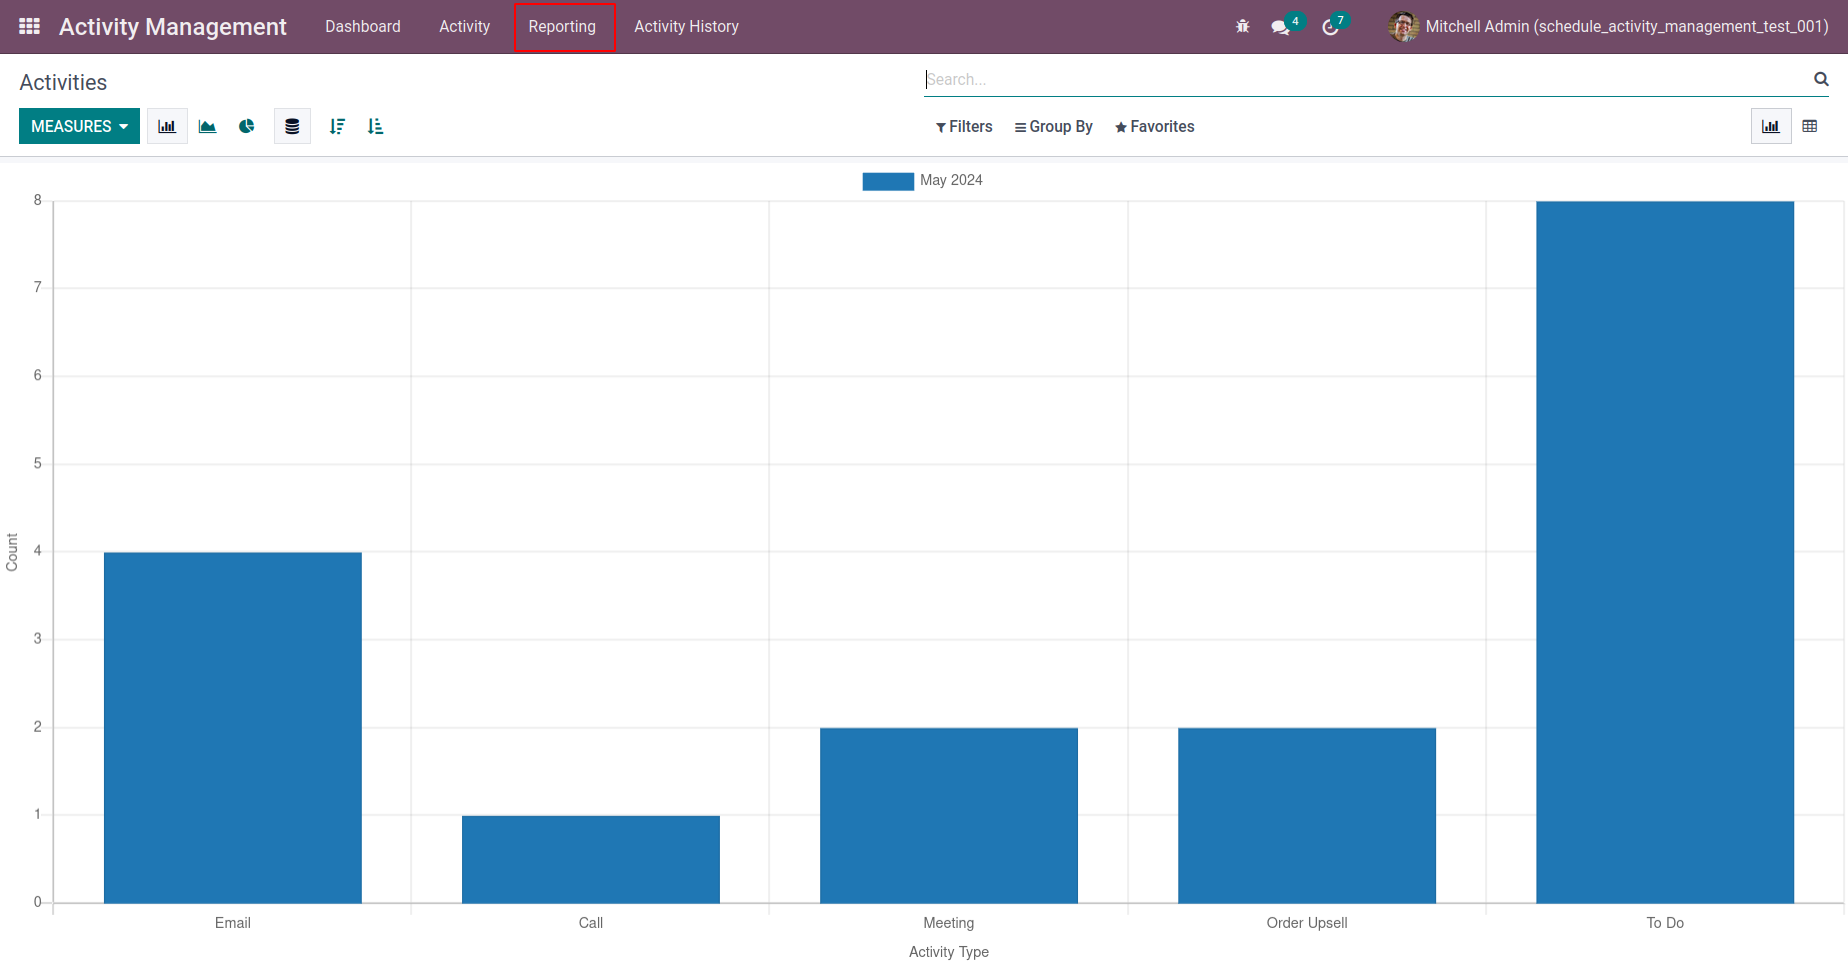 Activity Management Dashboard Activity Reporting Activity History 4 7 Mitchell Admin (schedule_activity_management_test_001)
Activities
Search...
MEASURES
Filters Group By Favorites
May 2024
8
7
6
5
4
3
2
1
0
Count
Email Call Meeting Order Upsell To Do
Activity Type